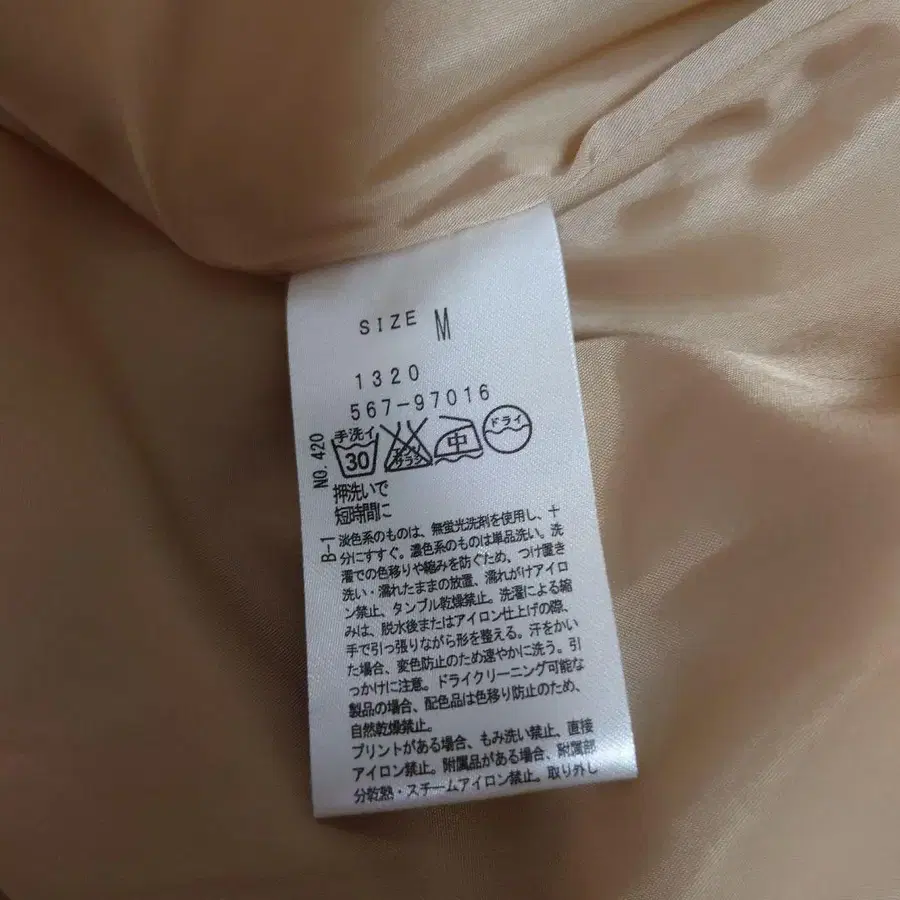 SIZE M
1320
567-97016
手洗イ 30 エンソ サラシ 中 ドライ
NO.420
押洗いで
短時間に
B-1
淡色系のものは、無蛍光洗剤を使用し、十
分にすすぐ。濃色系のものは単品洗い。洗
濯での色移りや縮みを防ぐため、つけ置き
洗い・濡れたままの放置、濡れがけアイロ
ン禁止、タンブル乾燥禁止。洗濯による縮
みは、脱水後またはアイロン仕上げの際、
手で引っ張りながら形を整える。汗をかい
た場合、変色防止のため速やかに洗う。引
っかけに注意。ドライクリーニング可能な
製品の場合、配色品は色移り防止のため、
自然乾燥禁止。
プリントがある場合、もみ洗い禁止、直接
アイロン禁止。附属品がある場合、附属部
分乾熱・スチームアイロン禁止。取り外し